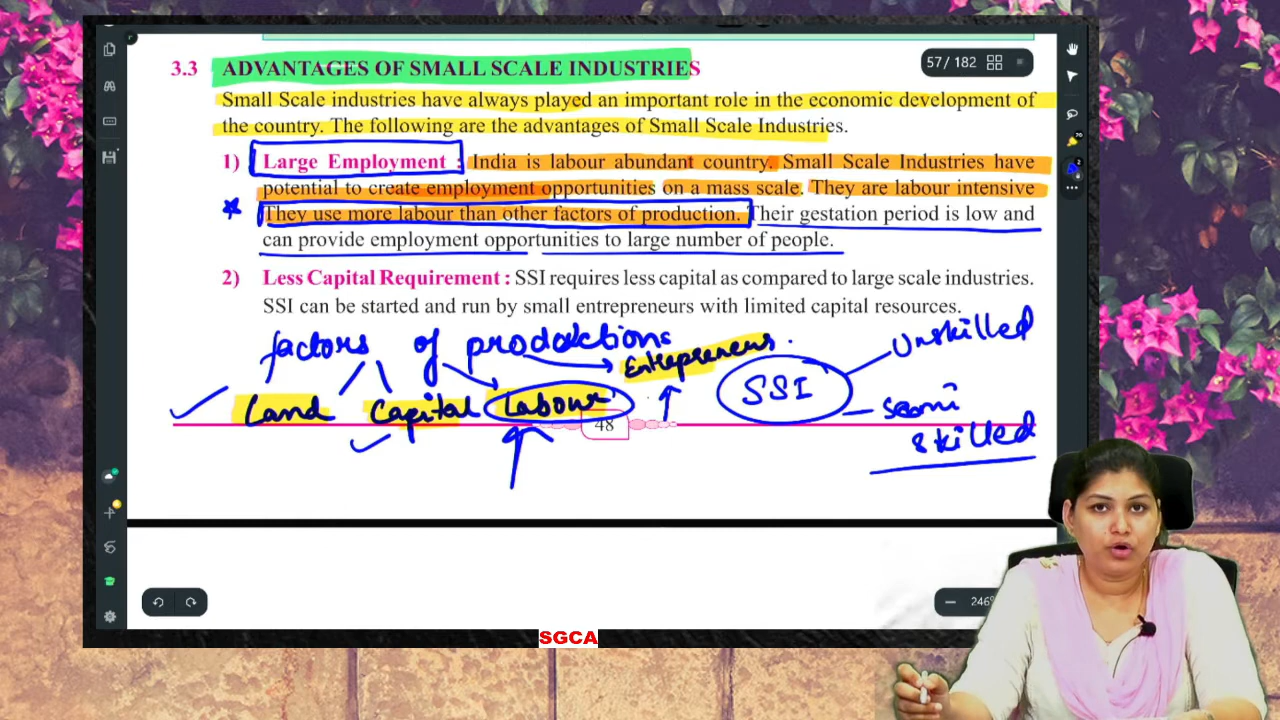 3.3 ADVANTAGES OF SMALL SCALE INDUSTRIES
57 / 182
Small Scale industries have always played an important role in the economic development of
the country. The following are the advantages of Small Scale Industries.
1) Large Employment : India is labour abundant country. Small Scale Industries have
potential to create employment opportunities on a mass scale. They are labour intensive
They use more labour than other factors of production. Their gestation period is low and
can provide employment opportunities to large number of people.
2) Less Capital Requirement : SSI requires less capital as compared to large scale industries.
SSI can be started and run by small entrepreneurs with limited capital resources.
factors of prodctions
Entrepreneurs.
Land Capital Labour
SSI
Unskilled
semi
skilled
48
246
SGCA